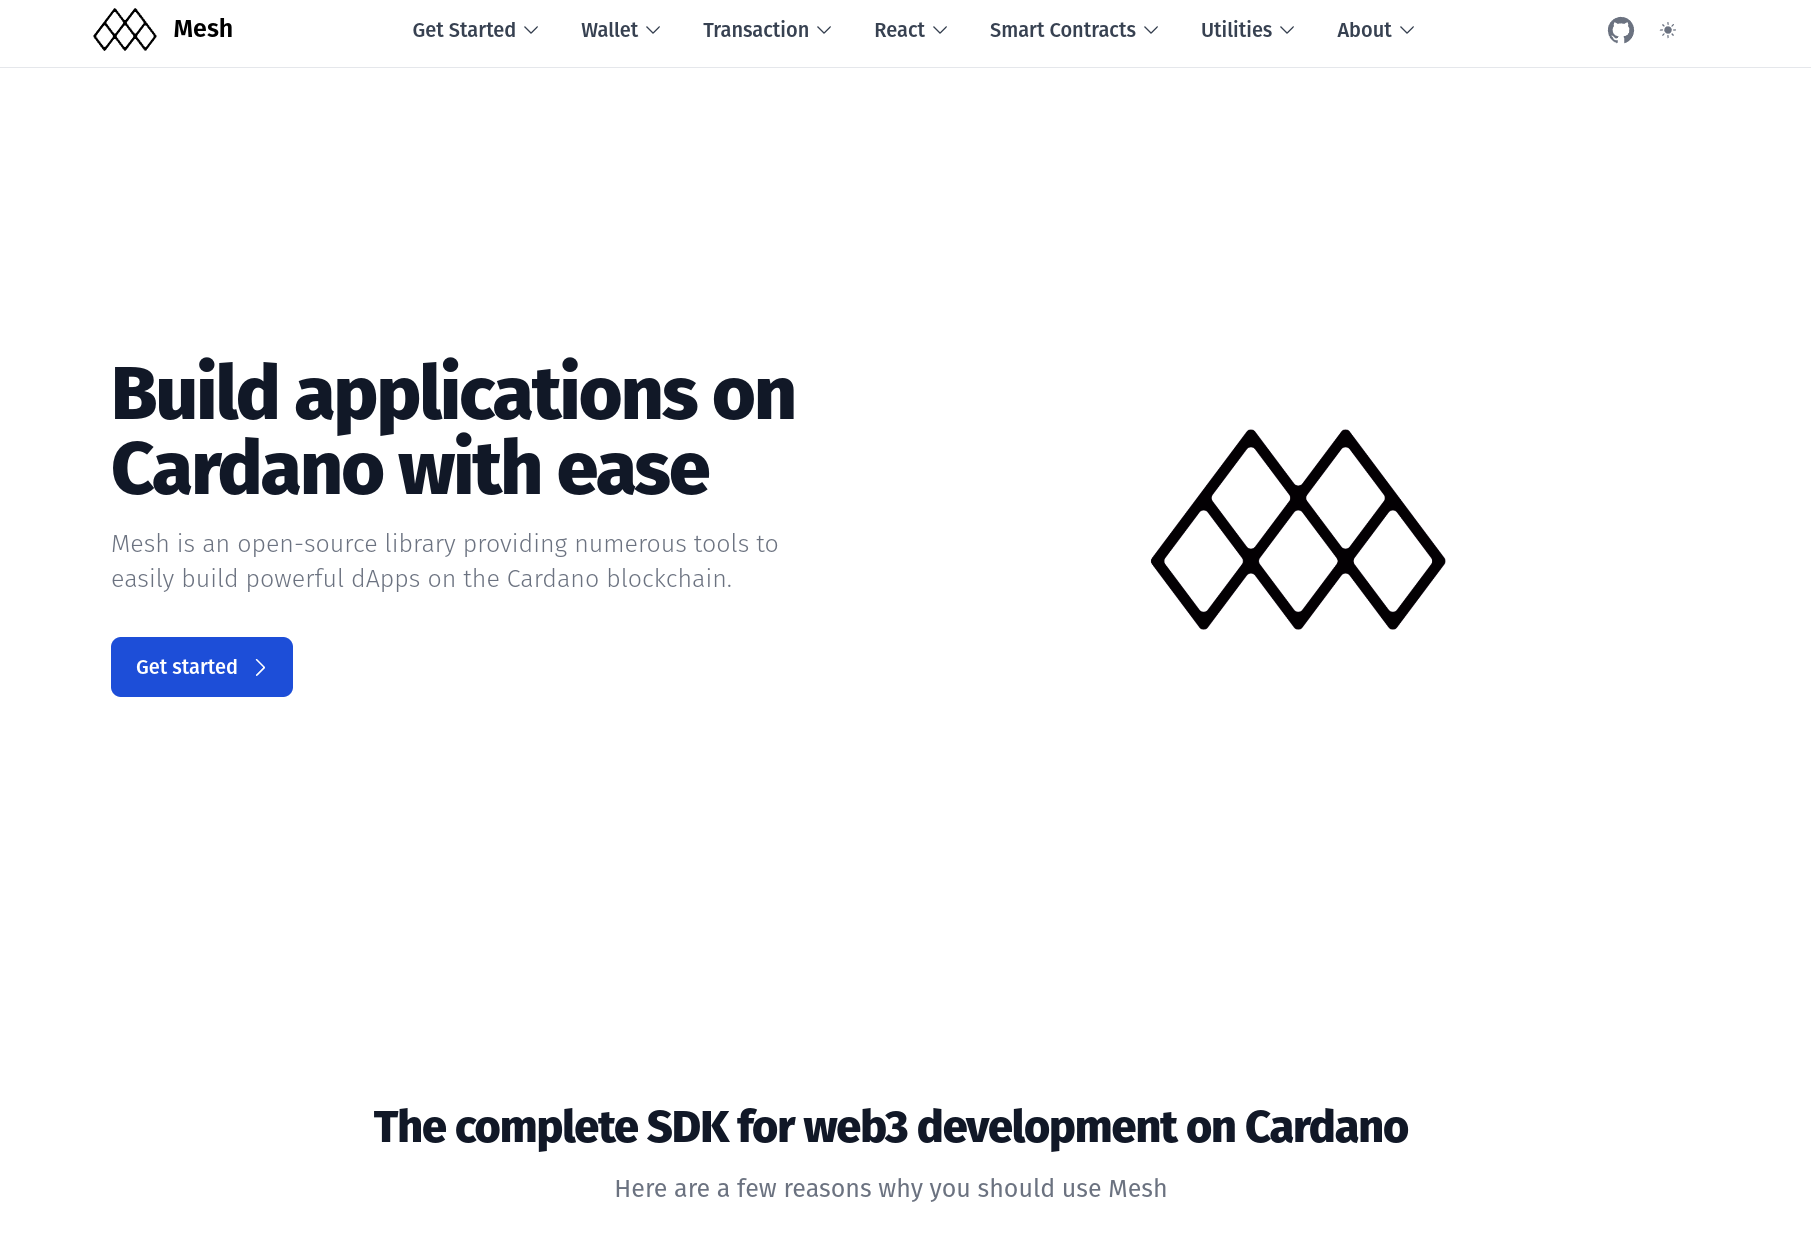 Mesh
Get Started
Wallet
Transaction
React
Smart Contracts
Utilities
About
Build applications on
Cardano with ease
Mesh is an open-source library providing numerous tools to
easily build powerful dApps on the Cardano blockchain.
Get started
The complete SDK for web3 development on Cardano
Here are a few reasons why you should use Mesh